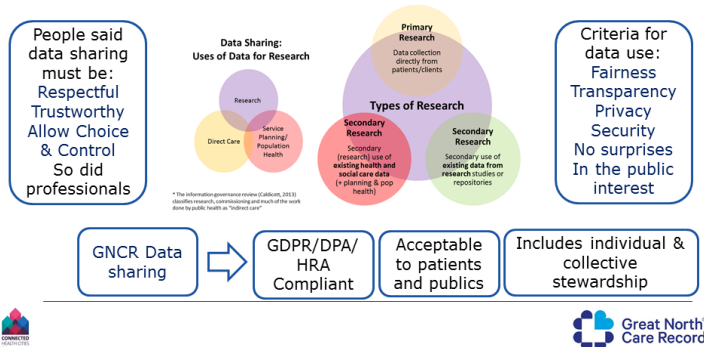 People said
data sharing
must be:
Respectful
Trustworthy
Allow Choice
& Control
So did
professionals
Data Sharing:
Uses of Data for Research
Research
Direct Care
Service
Planning/
Population
Health
* The information governance review (Caldicott, 2013)
classifies research, commissioning and much of the work
done by public health as "indirect care"
Primary
Research
Data collection
directly from
patients/clients
Types of Research
Secondary
Research
Secondary
(research) use of
existing health and
social care data
(+ planning & pop
health)
Secondary
Research
Secondary use of
existing data from
research studies or
repositories
Criteria for
data use:
Fairness
Transparency
Privacy
Security
No surprises
In the public
interest
GNCR Data
sharing
GDPR/DPA/
HRA
Compliant
Acceptable
to patients
and publics
Includes individual &
collective
stewardship
CONNECTED
HEALTH CITIES
Great North
Care Record